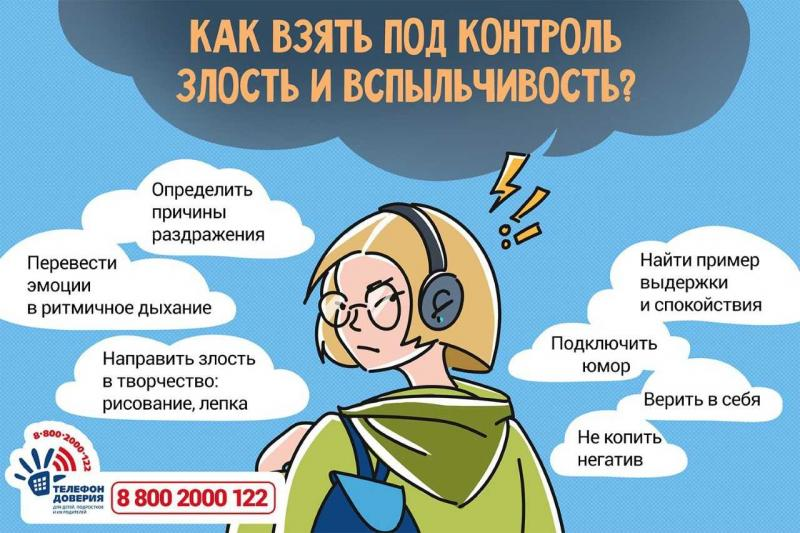 КАК ВЗЯТЬ ПОД КОНТРОЛЬ
ЗЛОСТЬ И ВСПЫЛЬЧИВОСТЬ?
Определить
причины
раздражения
Перевести
эмоции
в ритмичное дыхание
Направить злость
в творчество:
рисование, лепка
Найти пример
выдержки
и спокойствия
Подключить
юмор
Верить в себя
Не копить
негатив
8-800-2000-122
ТЕЛЕФОН
ДОВЕРИЯ
ДЛЯ ДЕТЕЙ, ПОДРОСТКОВ
И ИХ РОДИТЕЛЕЙ
8 800 2000 122